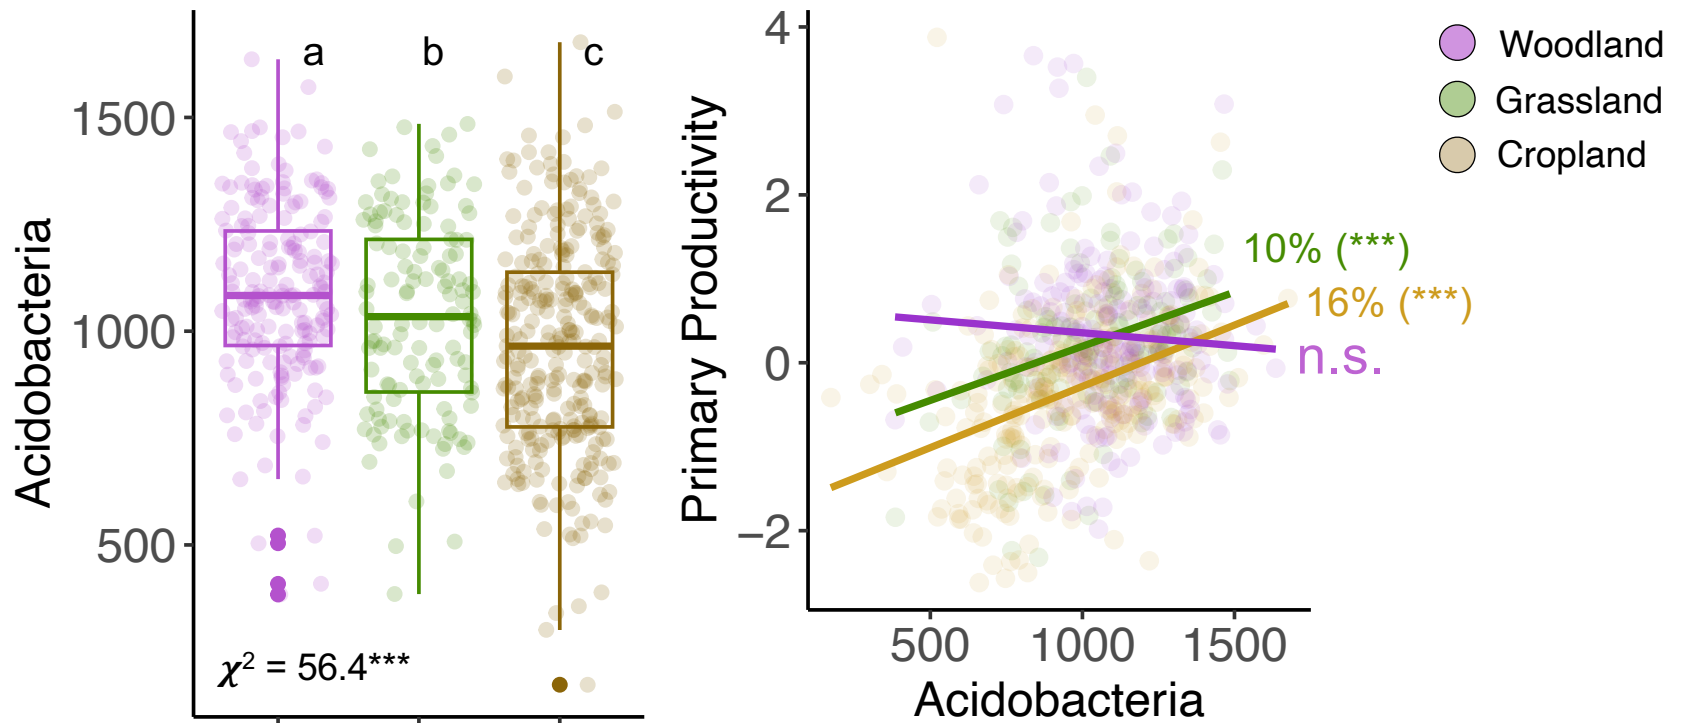 Acidobacteria
1500
1000
500
a
b
c
χ² = 56.4***
Primary Productivity
4
2
0
−2
500
1000
1500
Acidobacteria
10% (***)
16% (***)
n.s.
Woodland
Grassland
Cropland